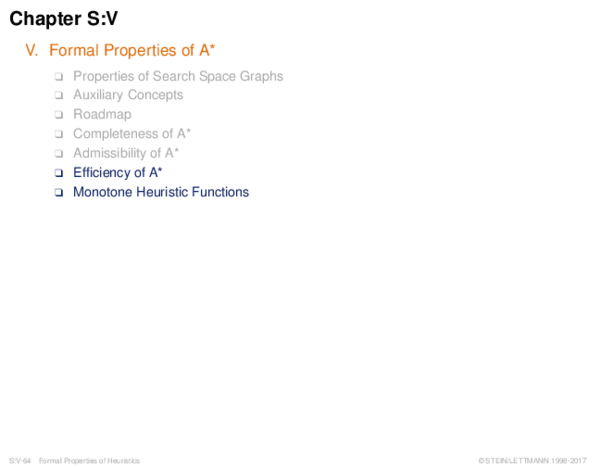 Chapter S:V
V. Formal Properties of A*
❑ Properties of Search Space Graphs
❑ Auxiliary Concepts
❑ Roadmap
❑ Completeness of A*
❑ Admissibility of A*
❑ Efficiency of A*
❑ Monotone Heuristic Functions
S:V-64 Formal Properties of Heuristics
©STEIN/LETTMANN 1998-2017